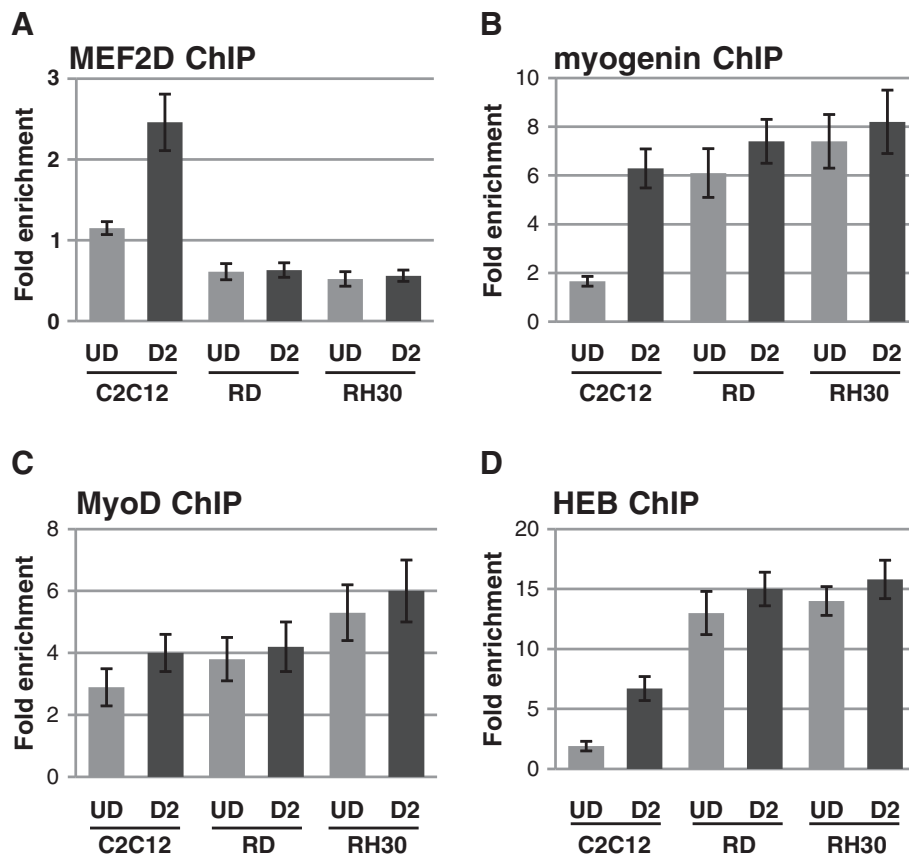 A
MEF2D ChIP
Fold enrichment
3
2
1
0
UD D2 UD D2 UD D2
C2C12 RD RH30
B
myogenin ChIP
Fold enrichment
10
8
6
4
2
0
UD D2 UD D2 UD D2
C2C12 RD RH30
C
MyoD ChIP
Fold enrichment
8
6
4
2
0
UD D2 UD D2 UD D2
C2C12 RD RH30
D
HEB ChIP
Fold enrichment
20
15
10
5
0
UD D2 UD D2 UD D2
C2C12 RD RH30